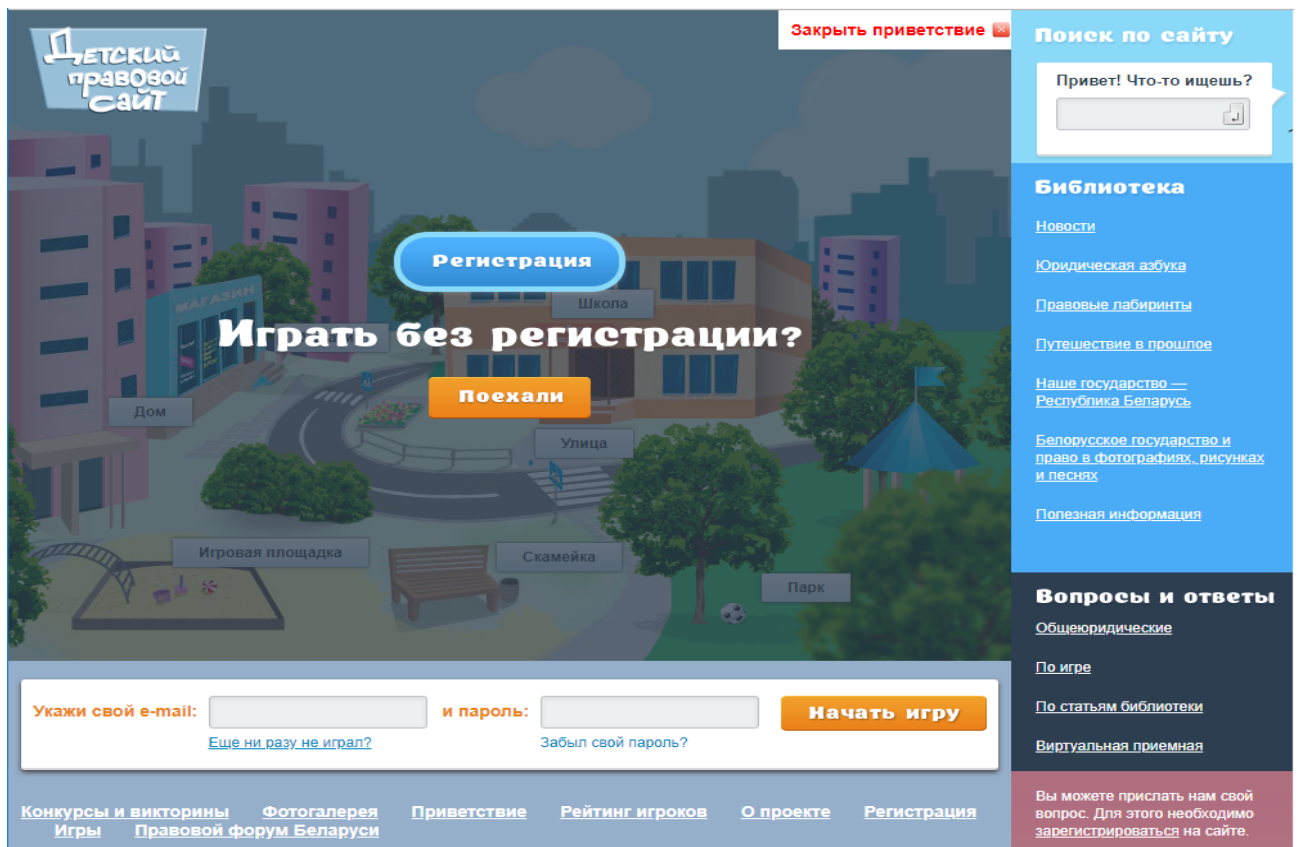 Детский
правовой
сайт
Закрыть приветствие
Регистрация
Школа
МАГАЗИН
Играть без регистрации?
Поехали
Дом
Улица
Игровая площадка
Скамейка
Парк
Укажи свой e-mail:
и пароль:
Начать игру
Еще ни разу не играл?
Забыл свой пароль?
Конкурсы и викторины
Фотогалерея
Приветствие
Рейтинг игроков
О проекте
Регистрация
Игры
Правовой форум Беларуси
Поиск по сайту
Привет! Что-то ищешь?
Библиотека
Новости
Юридическая азбука
Правовые лабиринты
Путешествие в прошлое
Наше государство —
Республика Беларусь
Белорусское государство и
право в фотографиях, рисунках
и песнях
Полезная информация
Вопросы и ответы
Общеюридические
По игре
По статьям библиотеки
Виртуальная приемная
Вы можете прислать нам свой
вопрос. Для этого необходимо
зарегистрироваться на сайте.